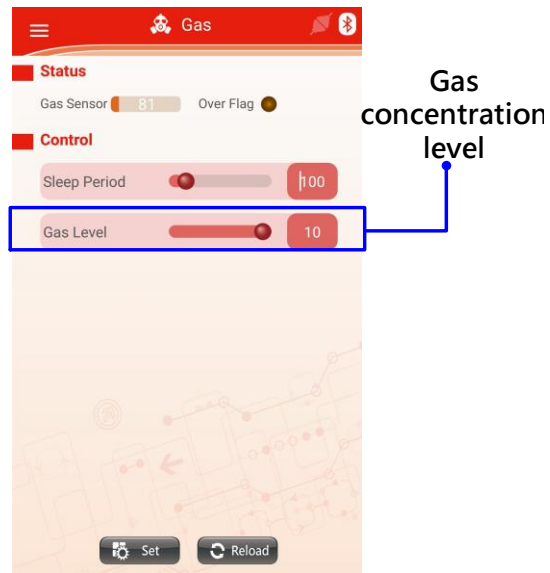 Gas
Status
Gas Sensor 81 Over Flag
Control
Sleep Period 100
Gas Level 10
Gas
concentration
level
Set Reload